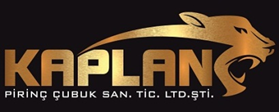 KAPLAN
PİRİNÇ ÇUBUK SAN. TİC. LTD.ŞTİ.